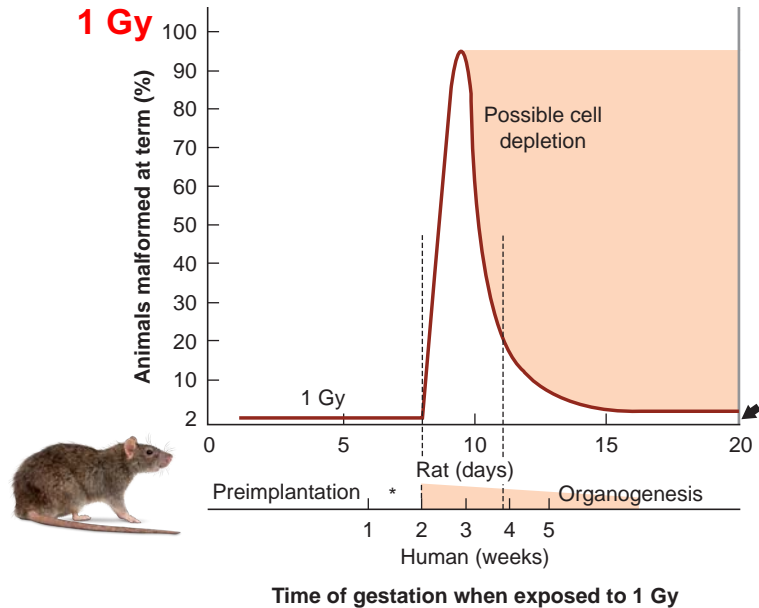 1 Gy
Animals malformed at term (%)
100
90
80
70
60
50
40
30
20
10
2
Possible cell
depletion
1 Gy
0 5 10 15 20
Rat (days)
Preimplantation * Organogenesis
1 2 3 4 5
Human (weeks)
Time of gestation when exposed to 1 Gy